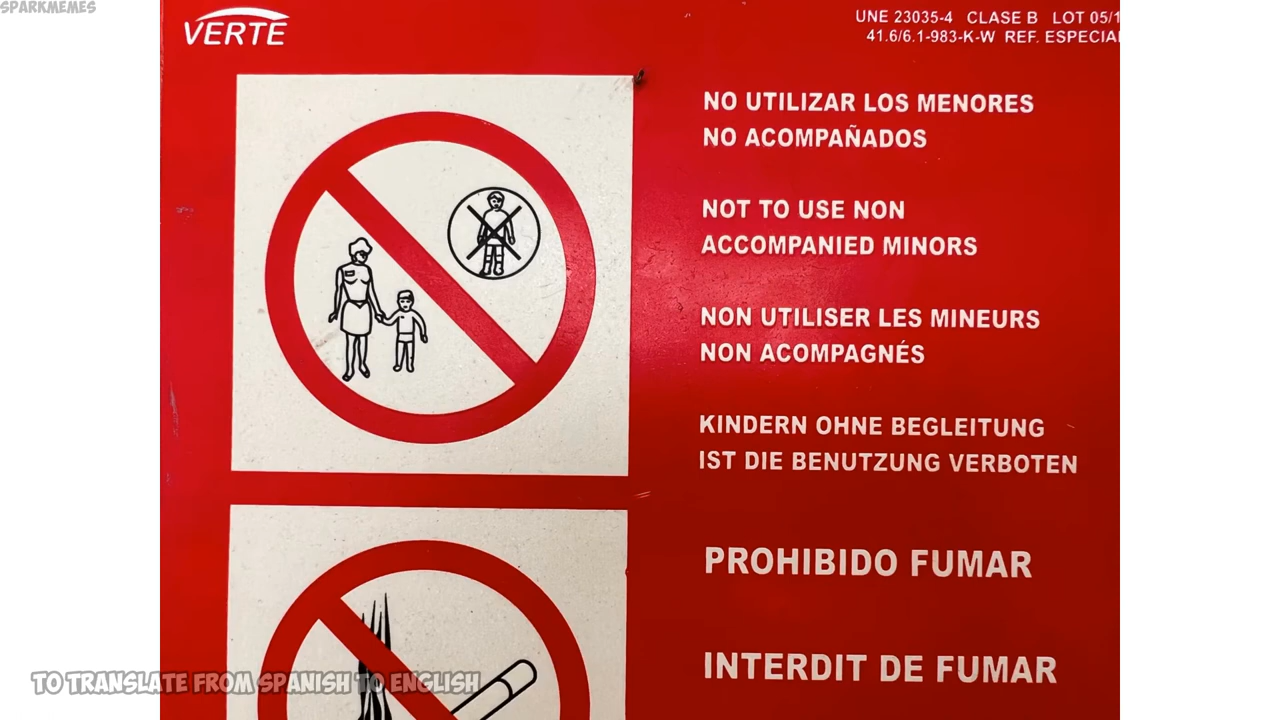 SPARKMEMES
VERTE
UNE 23035-4 CLASE B LOT 05/1
41.6/6.1-983-K-W REF. ESPECIA
NO UTILIZAR LOS MENORES
NO ACOMPAÑADOS
NOT TO USE NON
ACCOMPANIED MINORS
NON UTILISER LES MINEURS
NON ACOMPAGNÉS
KINDERN OHNE BEGLEITUNG
IST DIE BENUTZUNG VERBOTEN
PROHIBIDO FUMAR
INTERDIT DE FUMAR
TO TRANSLATE FROM SPANISH TO ENGLISH